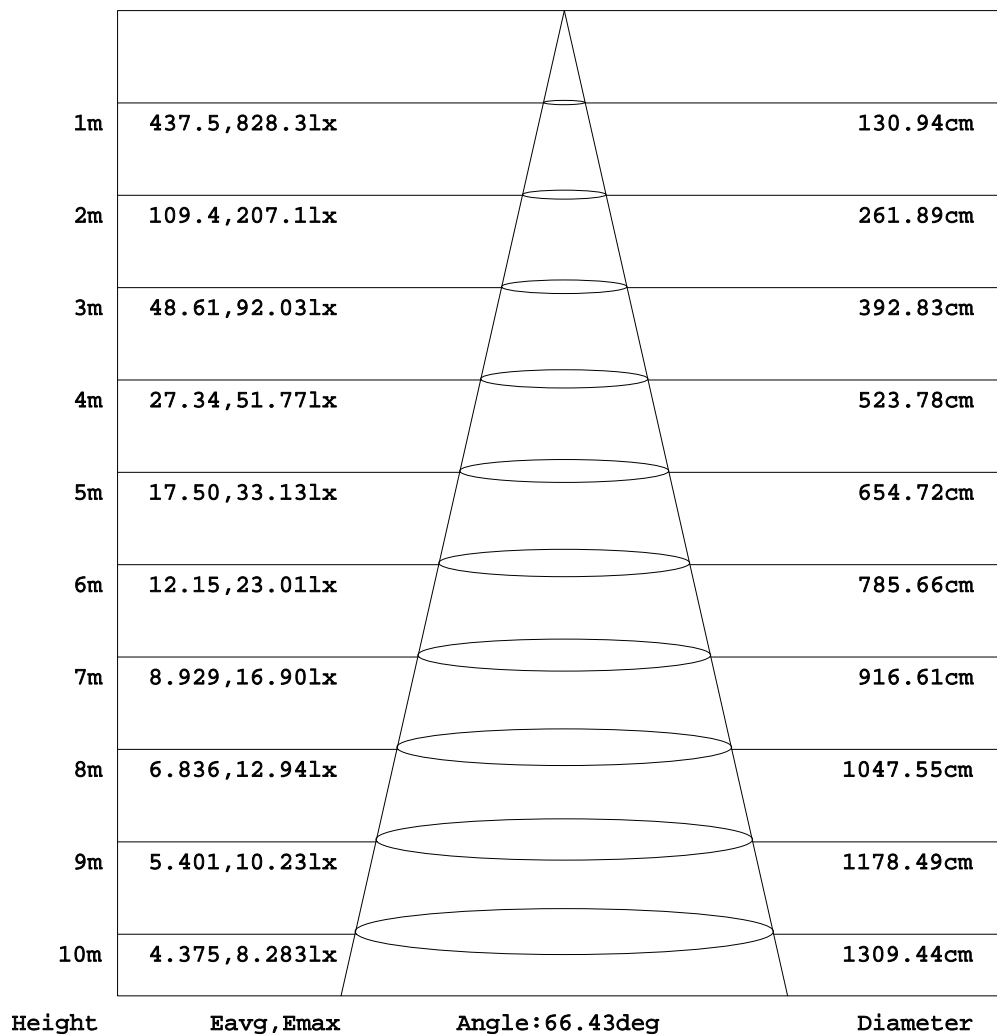 1m 437.5,828.3lx 130.94cm
2m 109.4,207.1lx 261.89cm
3m 48.61,92.03lx 392.83cm
4m 27.34,51.77lx 523.78cm
5m 17.50,33.13lx 654.72cm
6m 12.15,23.01lx 785.66cm
7m 8.929,16.90lx 916.61cm
8m 6.836,12.94lx 1047.55cm
9m 5.401,10.23lx 1178.49cm
10m 4.375,8.283lx 1309.44cm
Height Eavg,Emax Angle:66.43deg Diameter